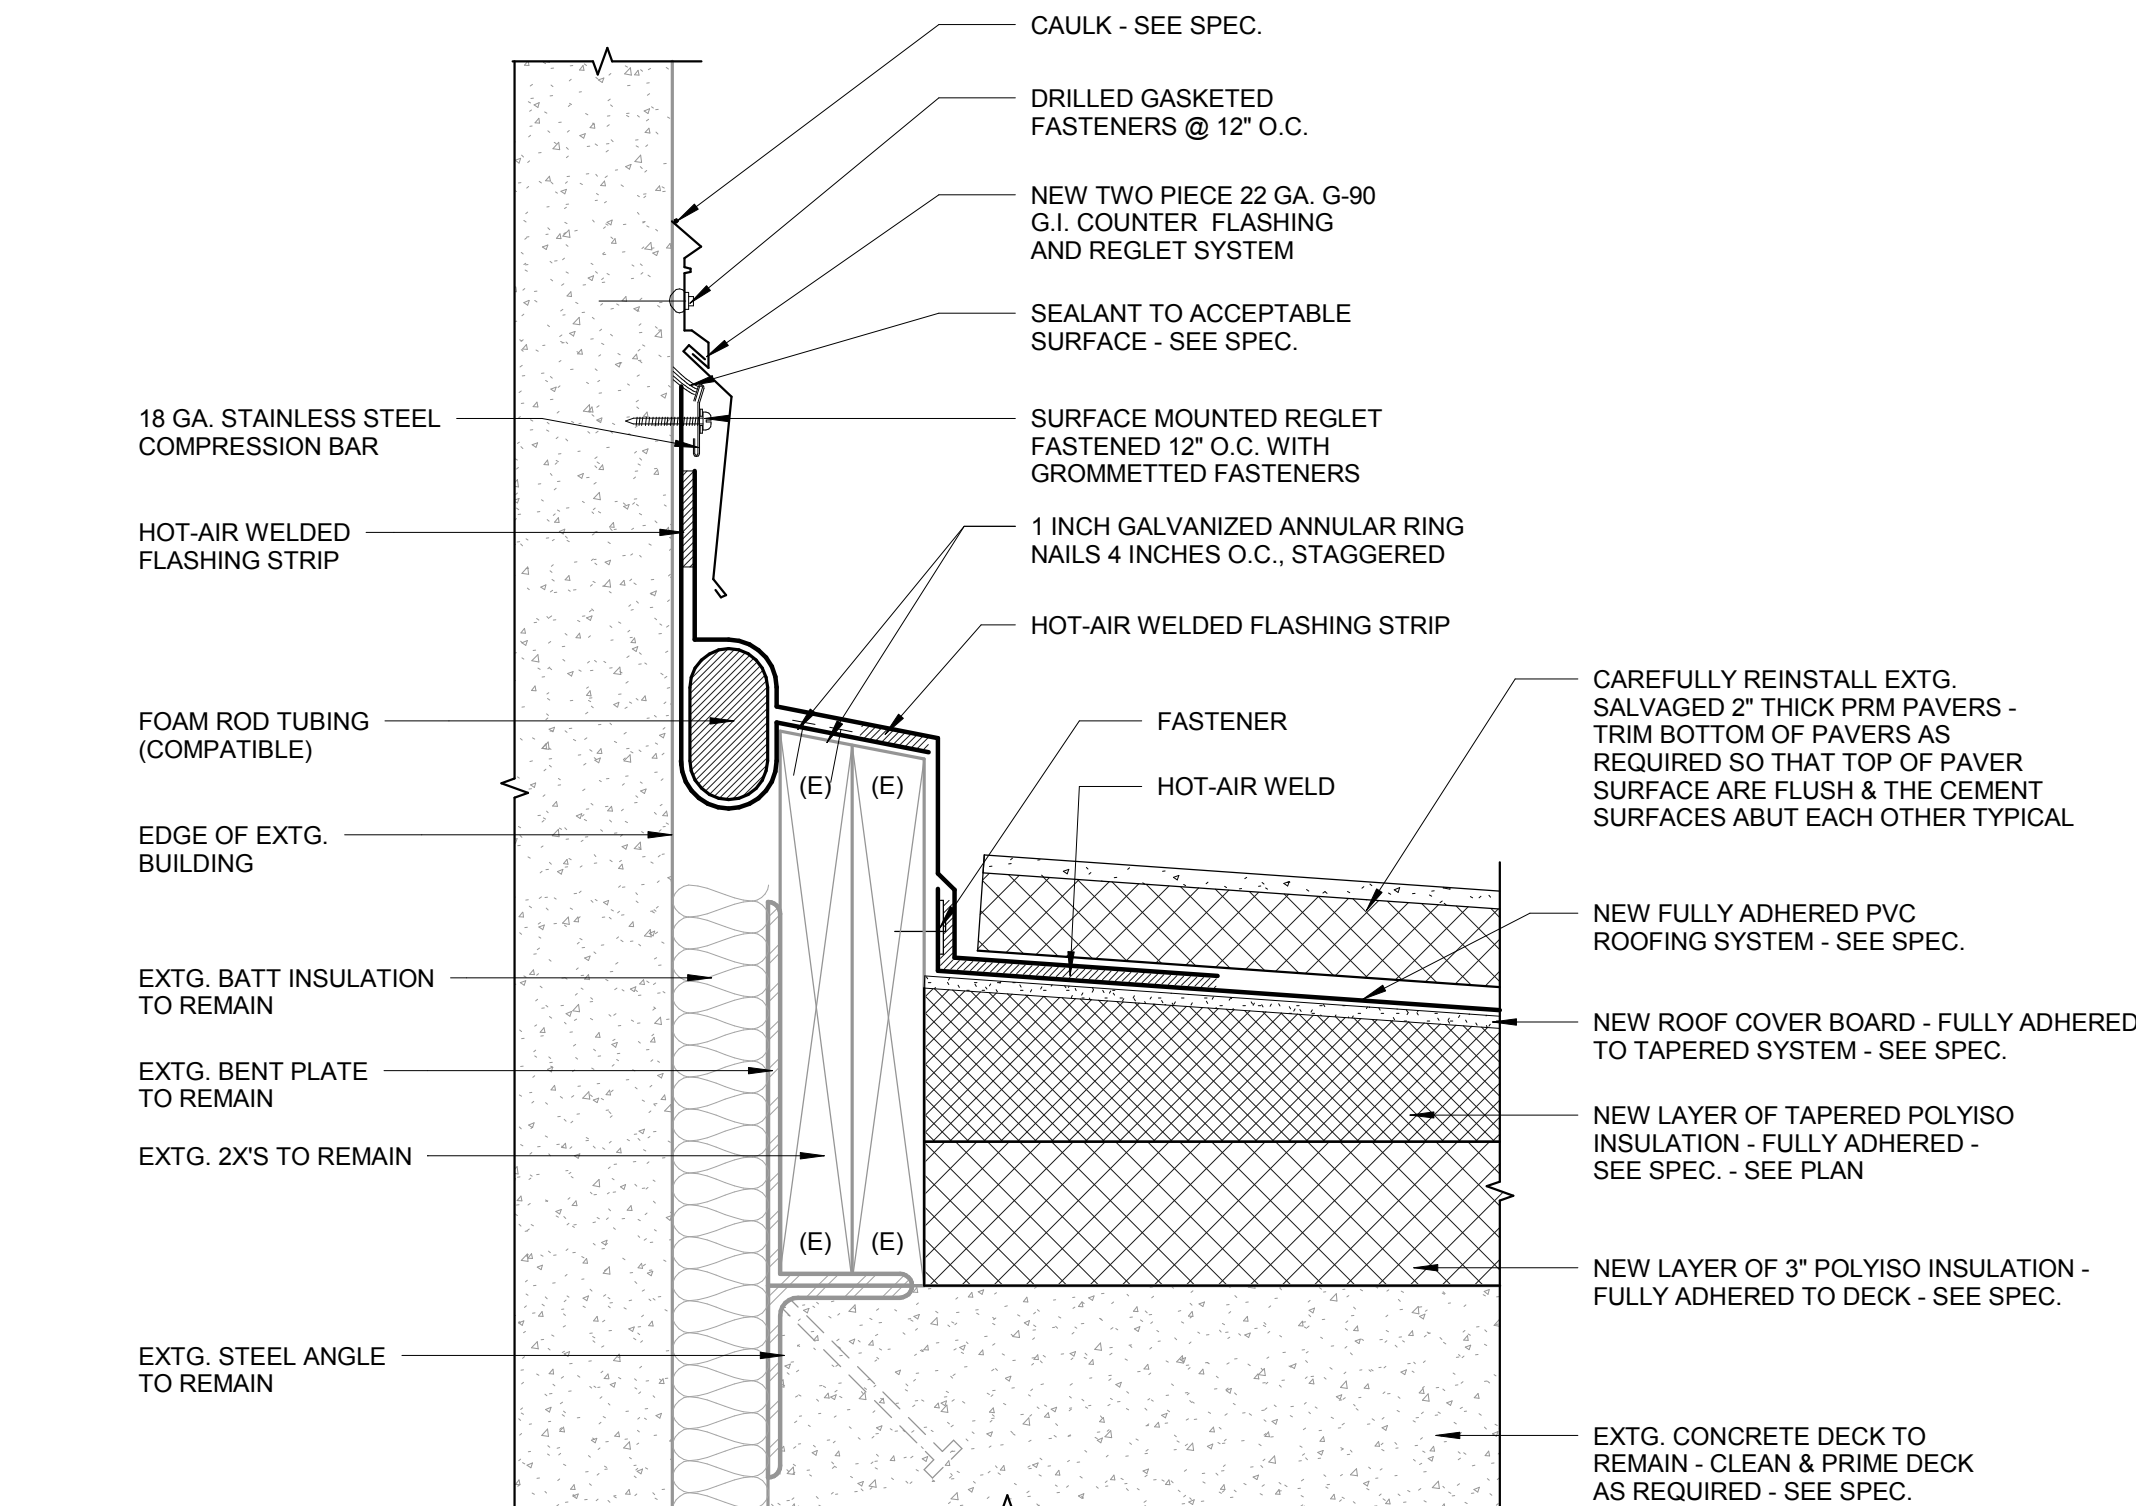 CAULK - SEE SPEC.
DRILLED GASKETED
FASTENERS @ 12" O.C.
NEW TWO PIECE 22 GA. G-90
G.I. COUNTER FLASHING
AND REGLET SYSTEM
SEALANT TO ACCEPTABLE
SURFACE - SEE SPEC.
18 GA. STAINLESS STEEL
COMPRESSION BAR
SURFACE MOUNTED REGLET
FASTENED 12" O.C. WITH
GROMMETTED FASTENERS
HOT-AIR WELDED
FLASHING STRIP
1 INCH GALVANIZED ANNULAR RING
NAILS 4 INCHES O.C., STAGGERED
HOT-AIR WELDED FLASHING STRIP
FOAM ROD TUBING
(COMPATIBLE)
FASTENER
HOT-AIR WELD
CAREFULLY REINSTALL EXTG.
SALVAGED 2" THICK PRM PAVERS -
TRIM BOTTOM OF PAVERS AS
REQUIRED SO THAT TOP OF PAVER
SURFACE ARE FLUSH & THE CEMENT
SURFACES ABUT EACH OTHER TYPICAL
(E) (E)
EDGE OF EXTG.
BUILDING
NEW FULLY ADHERED PVC
ROOFING SYSTEM - SEE SPEC.
EXTG. BATT INSULATION
TO REMAIN
NEW ROOF COVER BOARD - FULLY ADHERED
TO TAPERED SYSTEM - SEE SPEC.
EXTG. BENT PLATE
TO REMAIN
NEW LAYER OF TAPERED POLYISO
INSULATION - FULLY ADHERED -
SEE SPEC. - SEE PLAN
EXTG. 2X'S TO REMAIN
(E) (E)
NEW LAYER OF 3" POLYISO INSULATION -
FULLY ADHERED TO DECK - SEE SPEC.
EXTG. STEEL ANGLE
TO REMAIN
EXTG. CONCRETE DECK TO
REMAIN - CLEAN & PRIME DECK
AS REQUIRED - SEE SPEC.